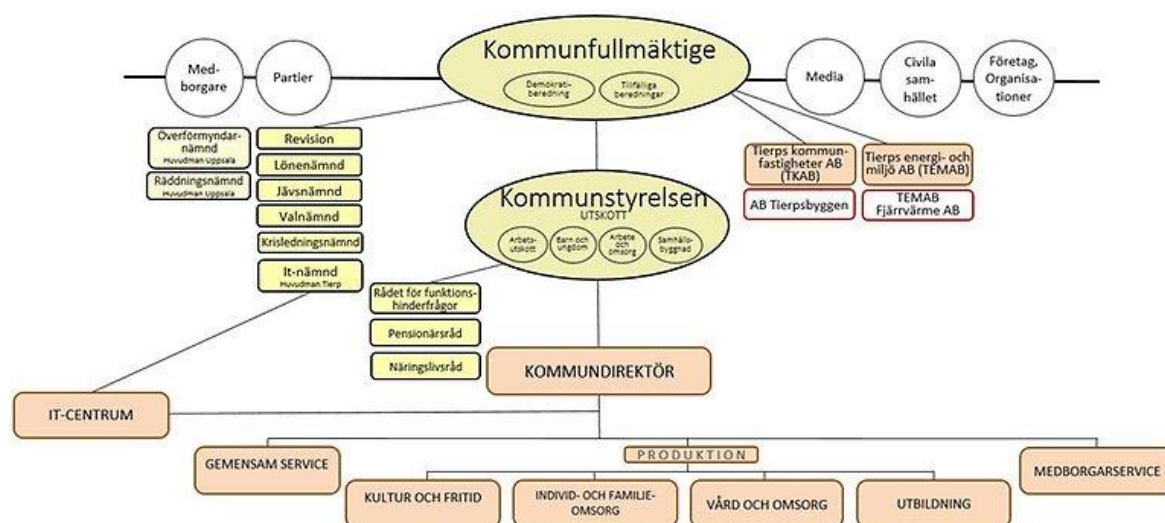 Kommunfullmäktige
Demokrati-
beredning
Tillfälliga
beredningar
Med-
borgare
Partier
Media
Civila
sam-
hället
Företag,
Organisa-
tioner
Överförmyndar-
nämnd
Huvudman Uppsala
Räddningsnämnd
Huvudman Uppsala
Revision
Lönenämnd
Jävsnämnd
Valnämnd
Krisledningsnämnd
It-nämnd
Huvudman Tierp
Tierps kommun-
fastigheter AB
(TKAB)
AB Tierpsbyggen
Tierps energi- och
miljö AB (TEMAB)
TEMAB
Fjärrvärme AB
Kommunstyrelsen
UTSKOTT
Arbets-
utskott
Barn och
ungdom
Arbete
och
omsorg
Samhälls-
byggnad
Rådet för funktions-
hinderfrågor
Pensionärsråd
Näringslivsråd
KOMMUNDIREKTÖR
IT-CENTRUM
GEMENSAM SERVICE
PRODUKTION
MEDBORGARSERVICE
KULTUR OCH FRITID
INDIVID- OCH FAMILJE-
OMSORG
VÅRD OCH OMSORG
UTBILDNING